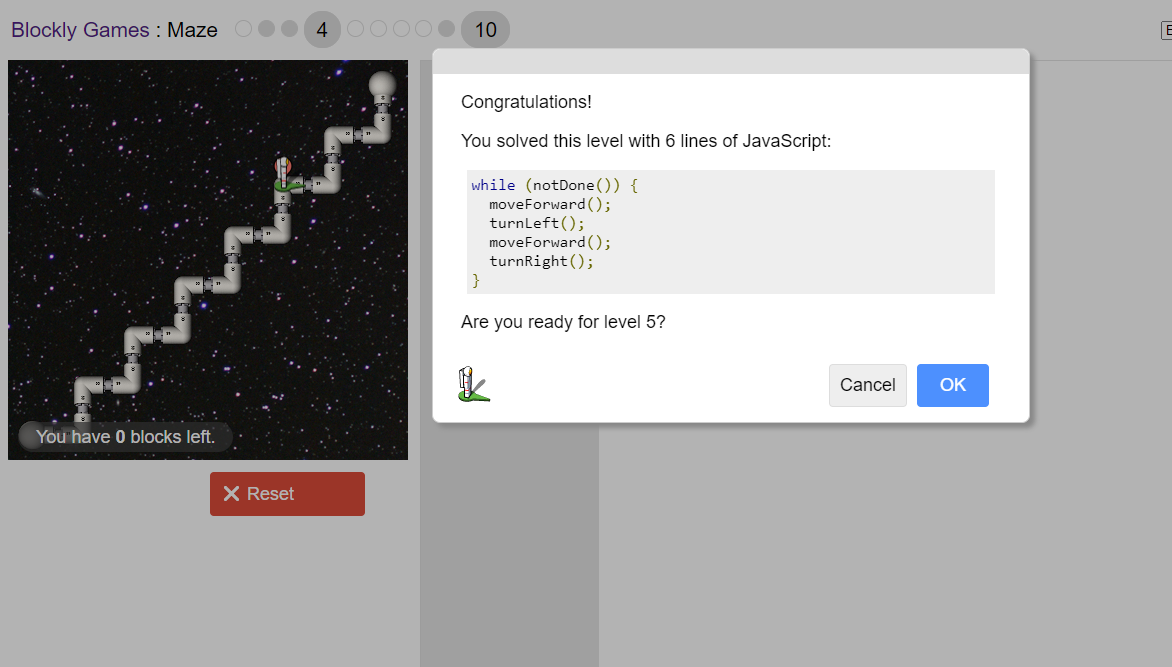 Blockly Games : Maze 4 10
Congratulations!
You solved this level with 6 lines of JavaScript:
while (notDone()) {
  moveForward();
  turnLeft();
  moveForward();
  turnRight();
}
Are you ready for level 5?
Cancel OK
You have 0 blocks left.
Reset